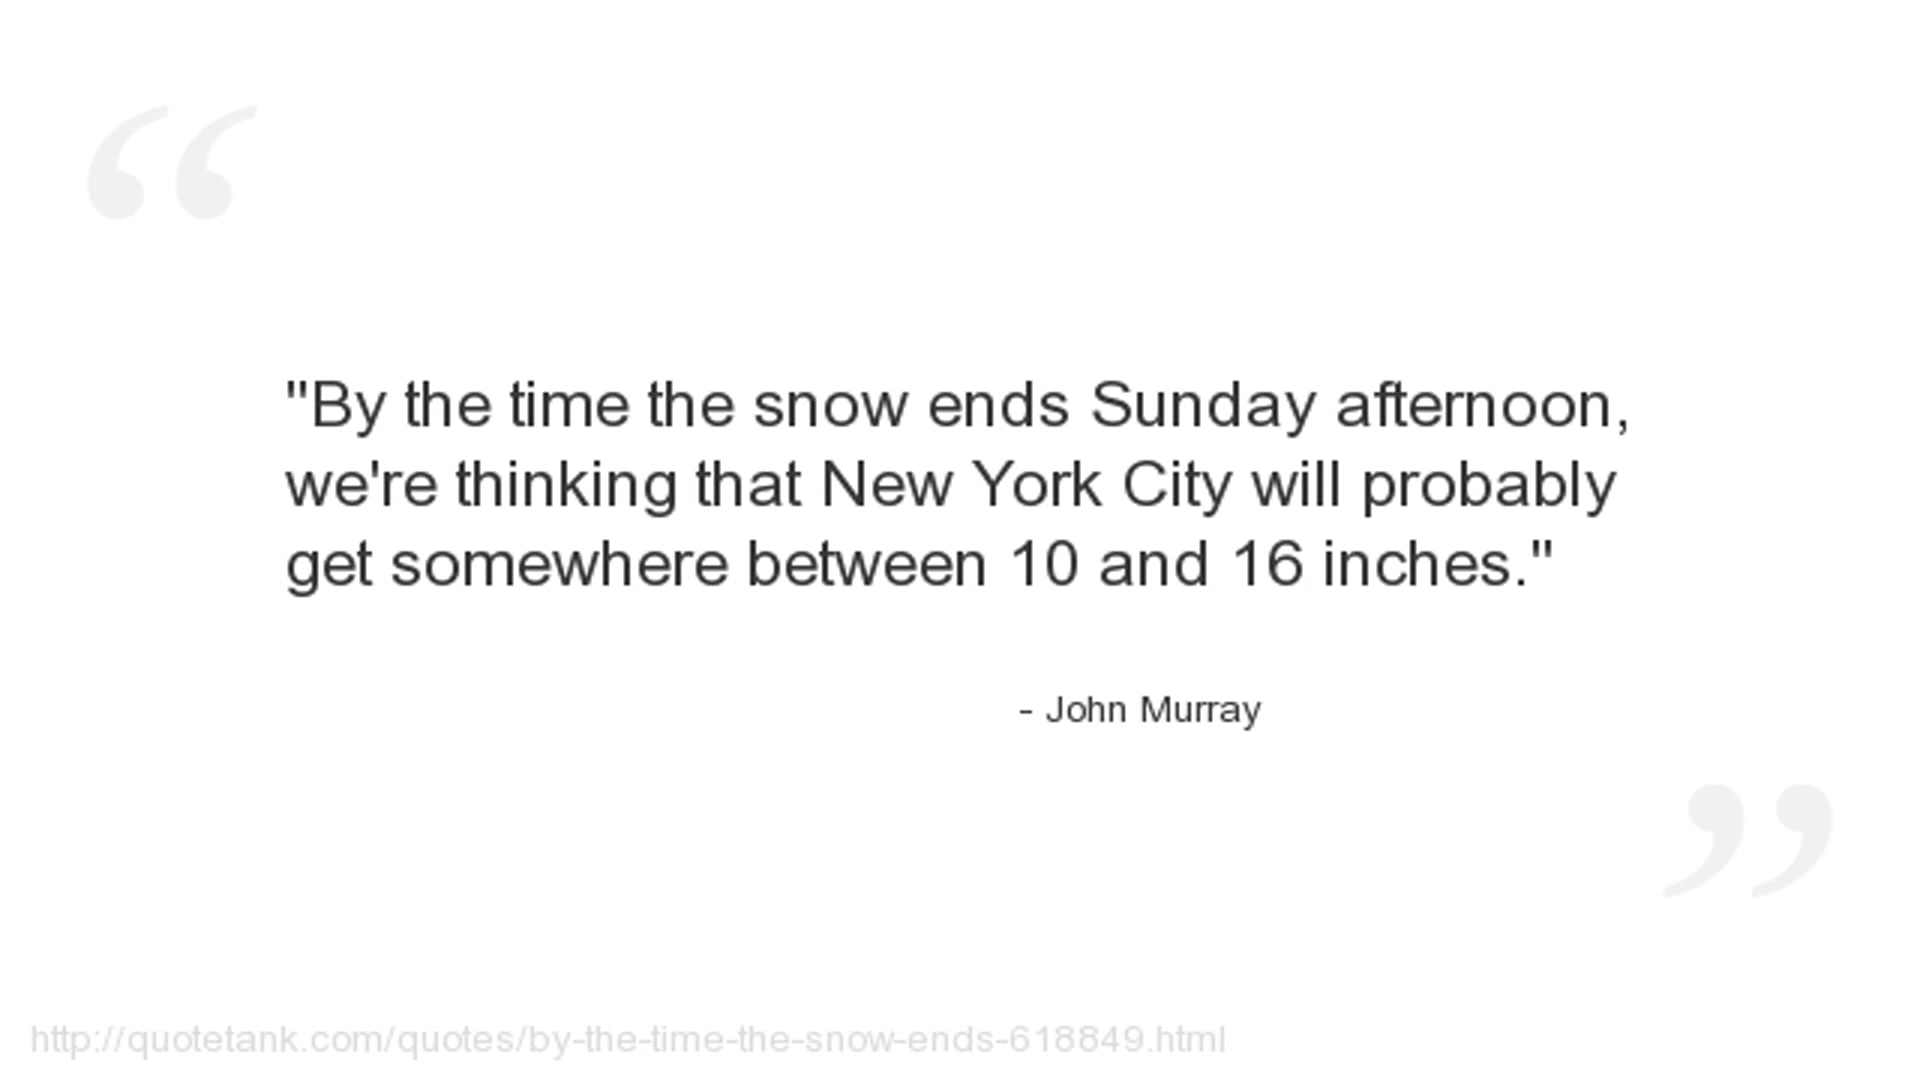 "By the time the snow ends Sunday afternoon,
we're thinking that New York City will probably
get somewhere between 10 and 16 inches."
- John Murray
http://quotetank.com/quotes/by-the-time-the-snow-ends-618849.html